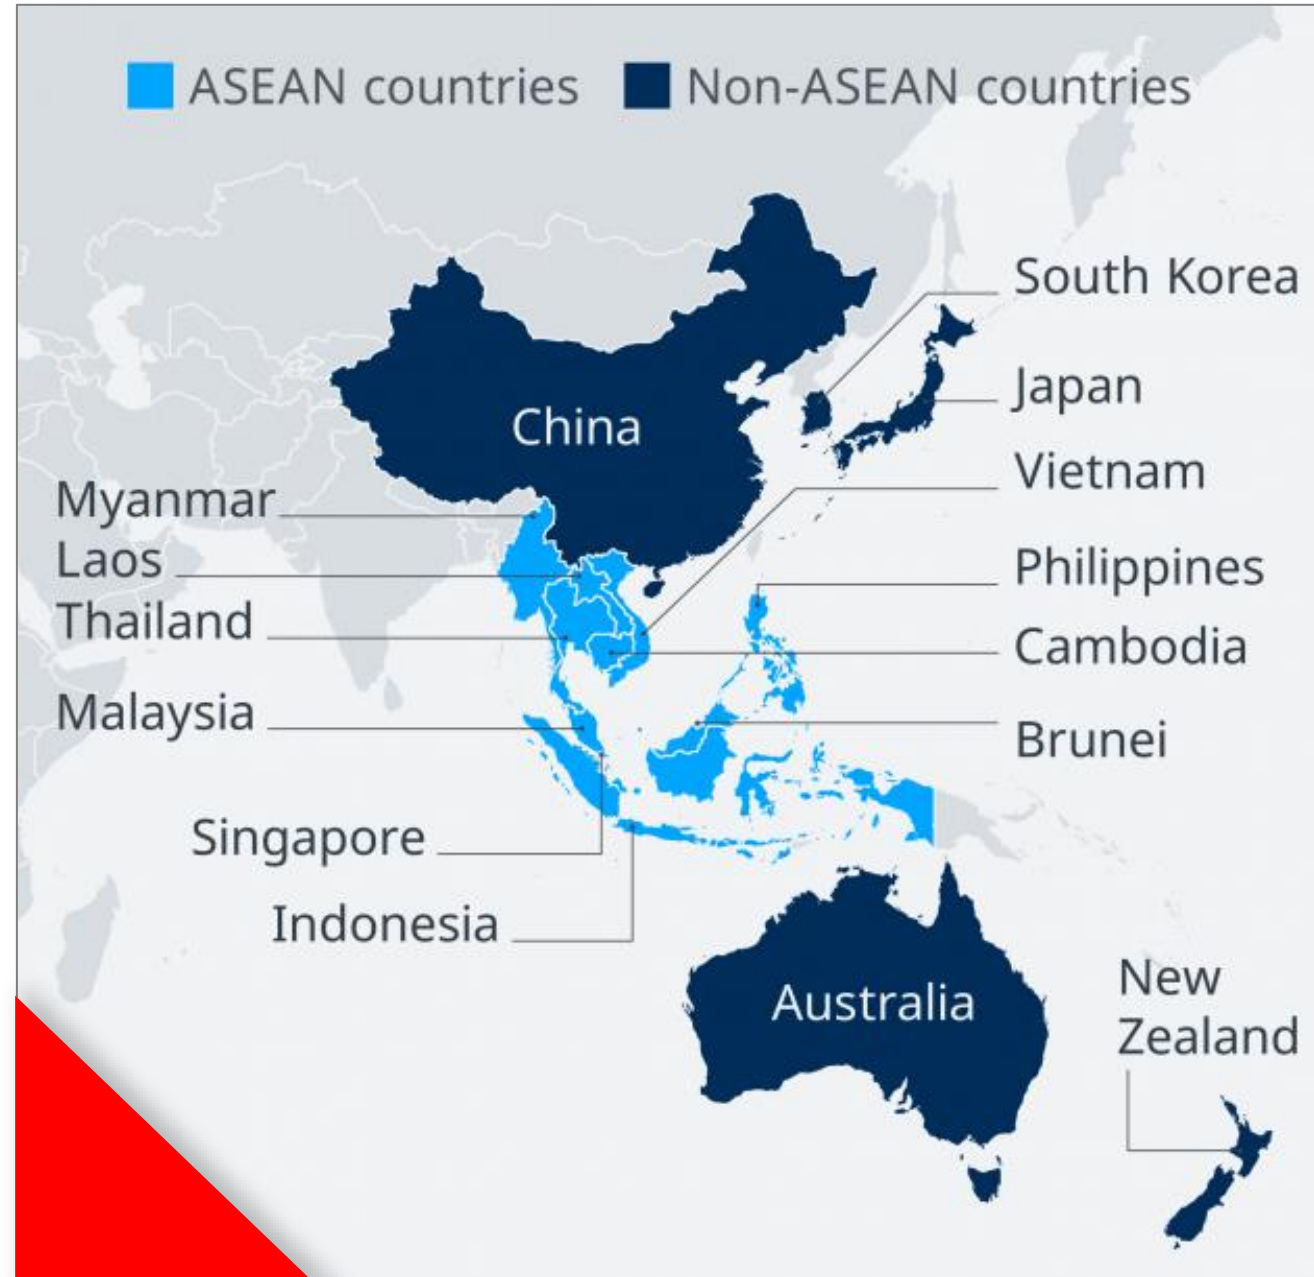 ASEAN countries
Non-ASEAN countries
South Korea
Japan
China
Vietnam
Myanmar
Laos
Philippines
Thailand
Cambodia
Malaysia
Brunei
Singapore
Indonesia
Australia
New
Zealand